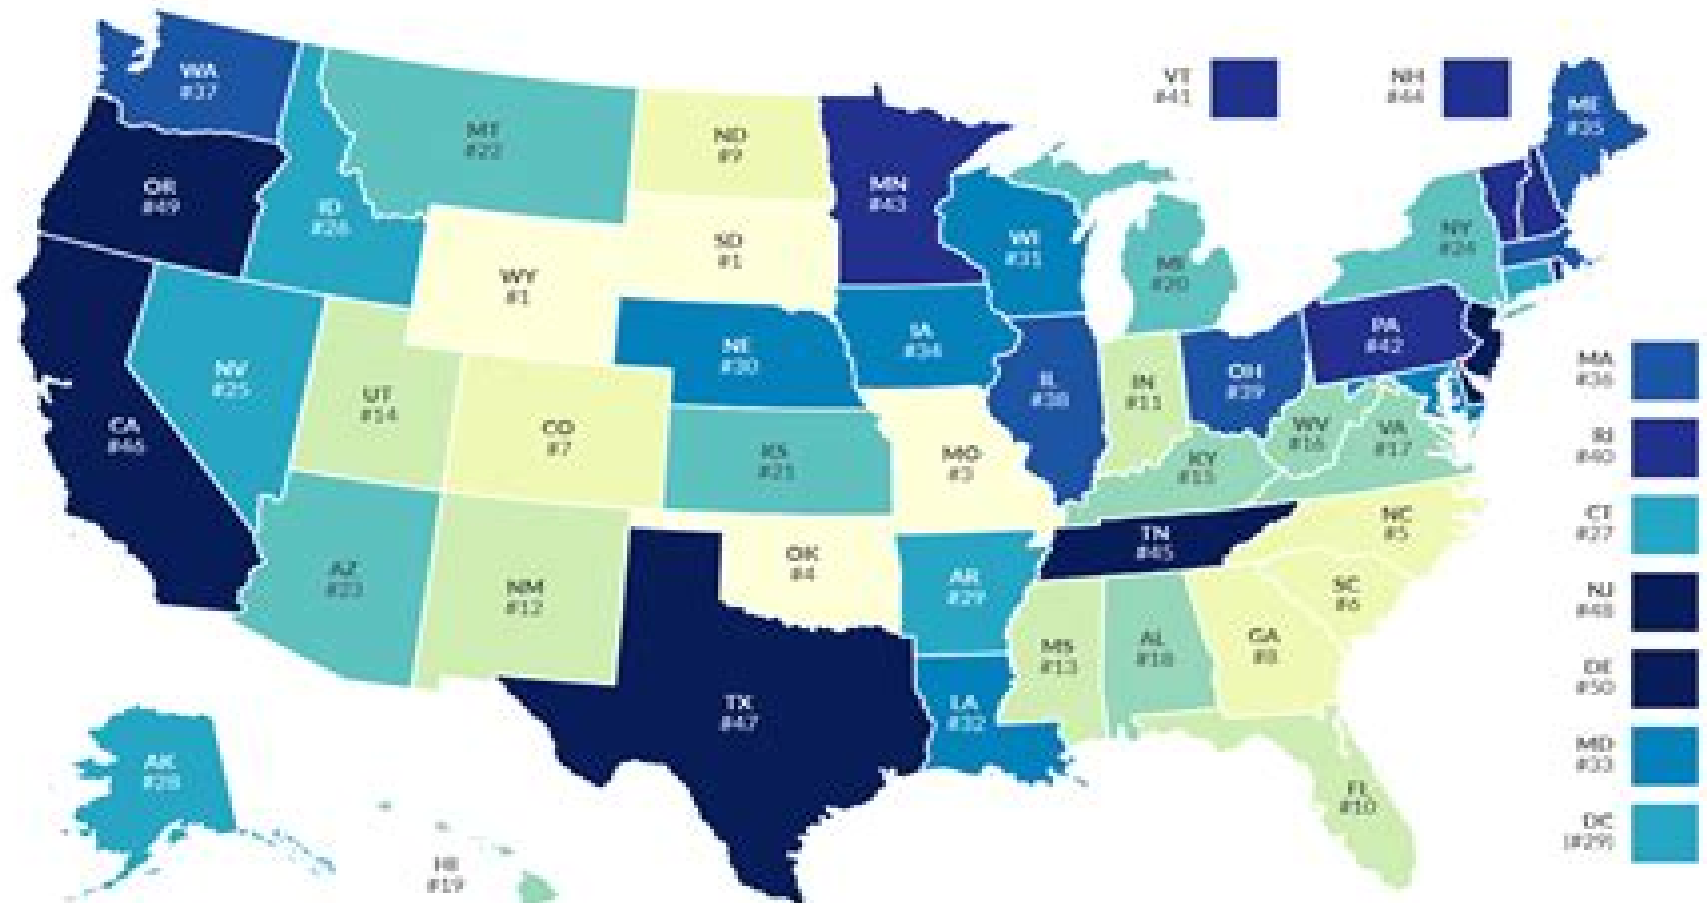 VT
#41
NH
#44
WA
#37
ME
#35
MT
#22
ND
#9
OR
#49
MN
#43
ID
#26
NY
#24
SD
#1
WI
#31
MI
#20
WY
#1
IA
#34
PA
#42
NE
#30
NV
#25
MA
#36
UT
#14
IL
#38
IN
#11
OH
#39
CA
#46
CO
#7
WV
#16
VA
#17
RI
#40
KS
#21
MO
#3
KY
#15
NC
#5
CT
#27
TN
#45
OK
#4
AZ
#23
NM
#12
AR
#29
SC
#6
NJ
#48
MS
#13
AL
#18
GA
#8
DE
#50
TX
#47
LA
#32
MD
#33
AK
#28
FL
#10
DC
(#29)
HI
#19